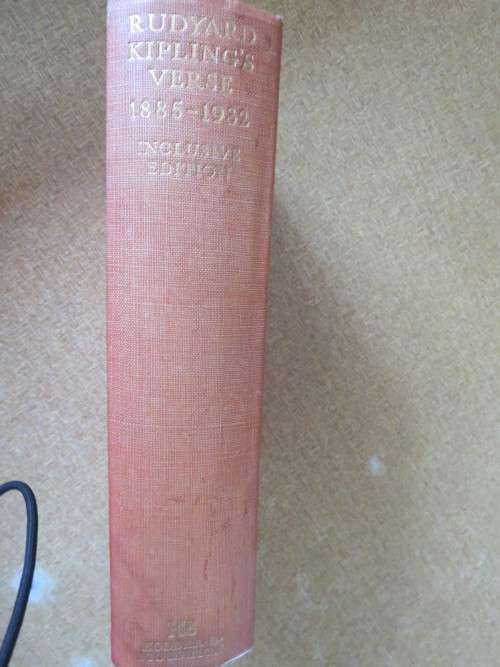 RUDYARD
KIPLING'S
VERSE
1885-1932
INCLUSIVE
EDITION